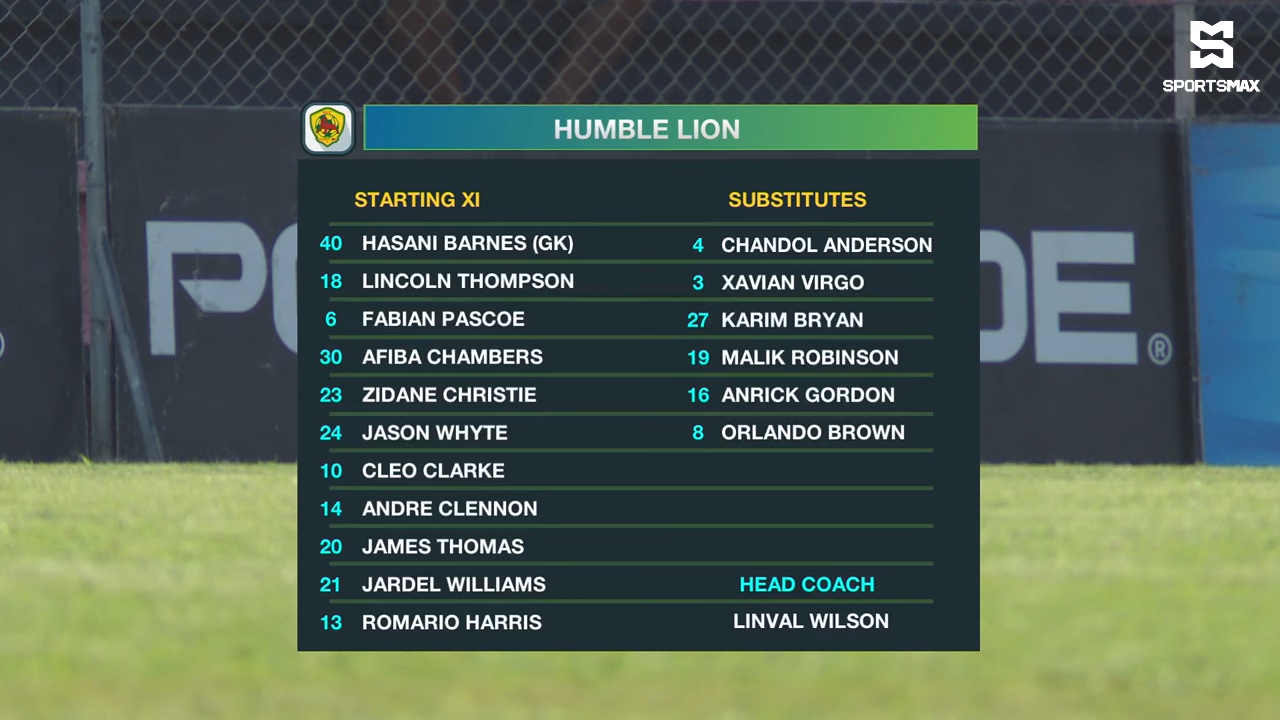 SPORTSMAX
HUMBLE LION
STARTING XI
40 HASANI BARNES (GK)
18 LINCOLN THOMPSON
6 FABIAN PASCOE
30 AFIBA CHAMBERS
23 ZIDANE CHRISTIE
24 JASON WHYTE
10 CLEO CLARKE
14 ANDRE CLENNON
20 JAMES THOMAS
21 JARDEL WILLIAMS
13 ROMARIO HARRIS
SUBSTITUTES
4 CHANDOL ANDERSON
3 XAVIAN VIRGO
27 KARIM BRYAN
19 MALIK ROBINSON
16 ANRICK GORDON
8 ORLANDO BROWN
HEAD COACH
LINVAL WILSON